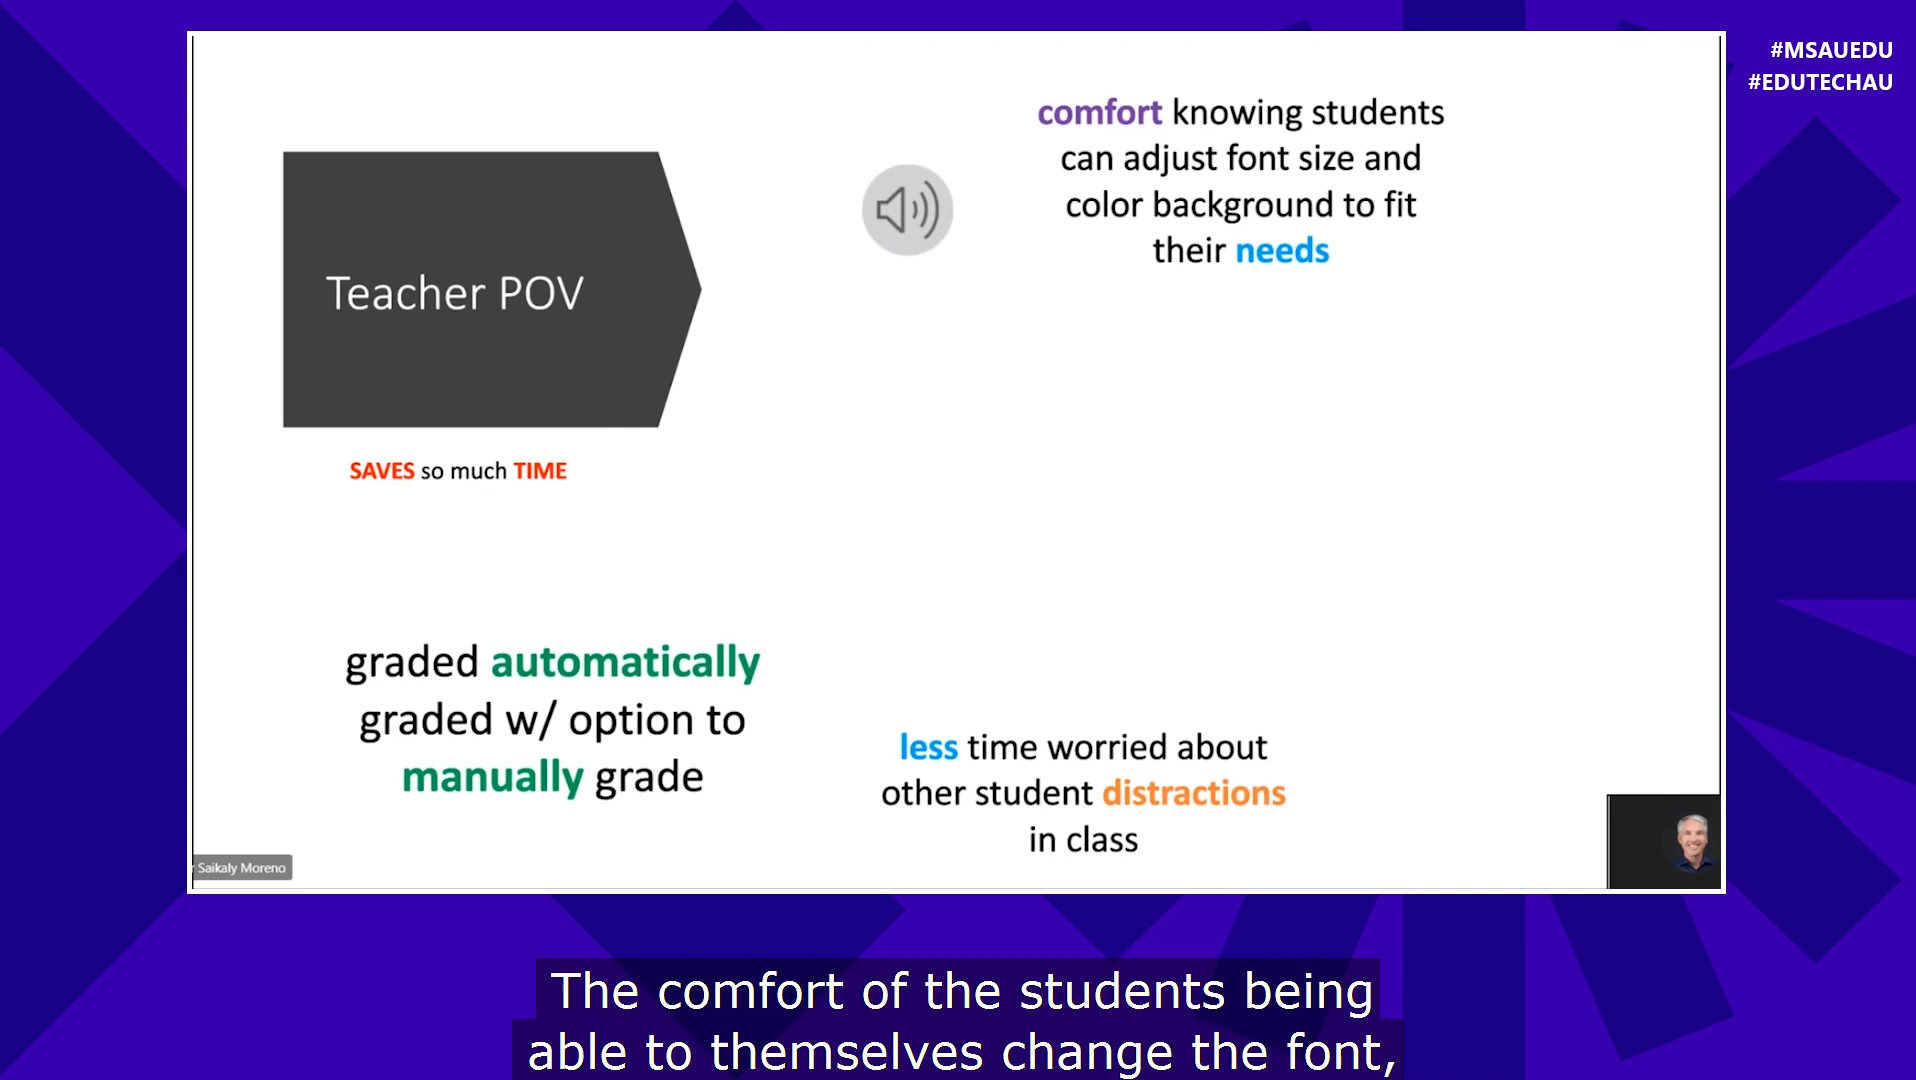 #MSAUEDU
#EDUTECHAU
comfort knowing students
can adjust font size and
color background to fit
their needs
Teacher POV
SAVES so much TIME
graded automatically
graded w/ option to
manually grade
less time worried about
other student distractions
in class
Saikaly Moreno
The comfort of the students being
able to themselves change the font,